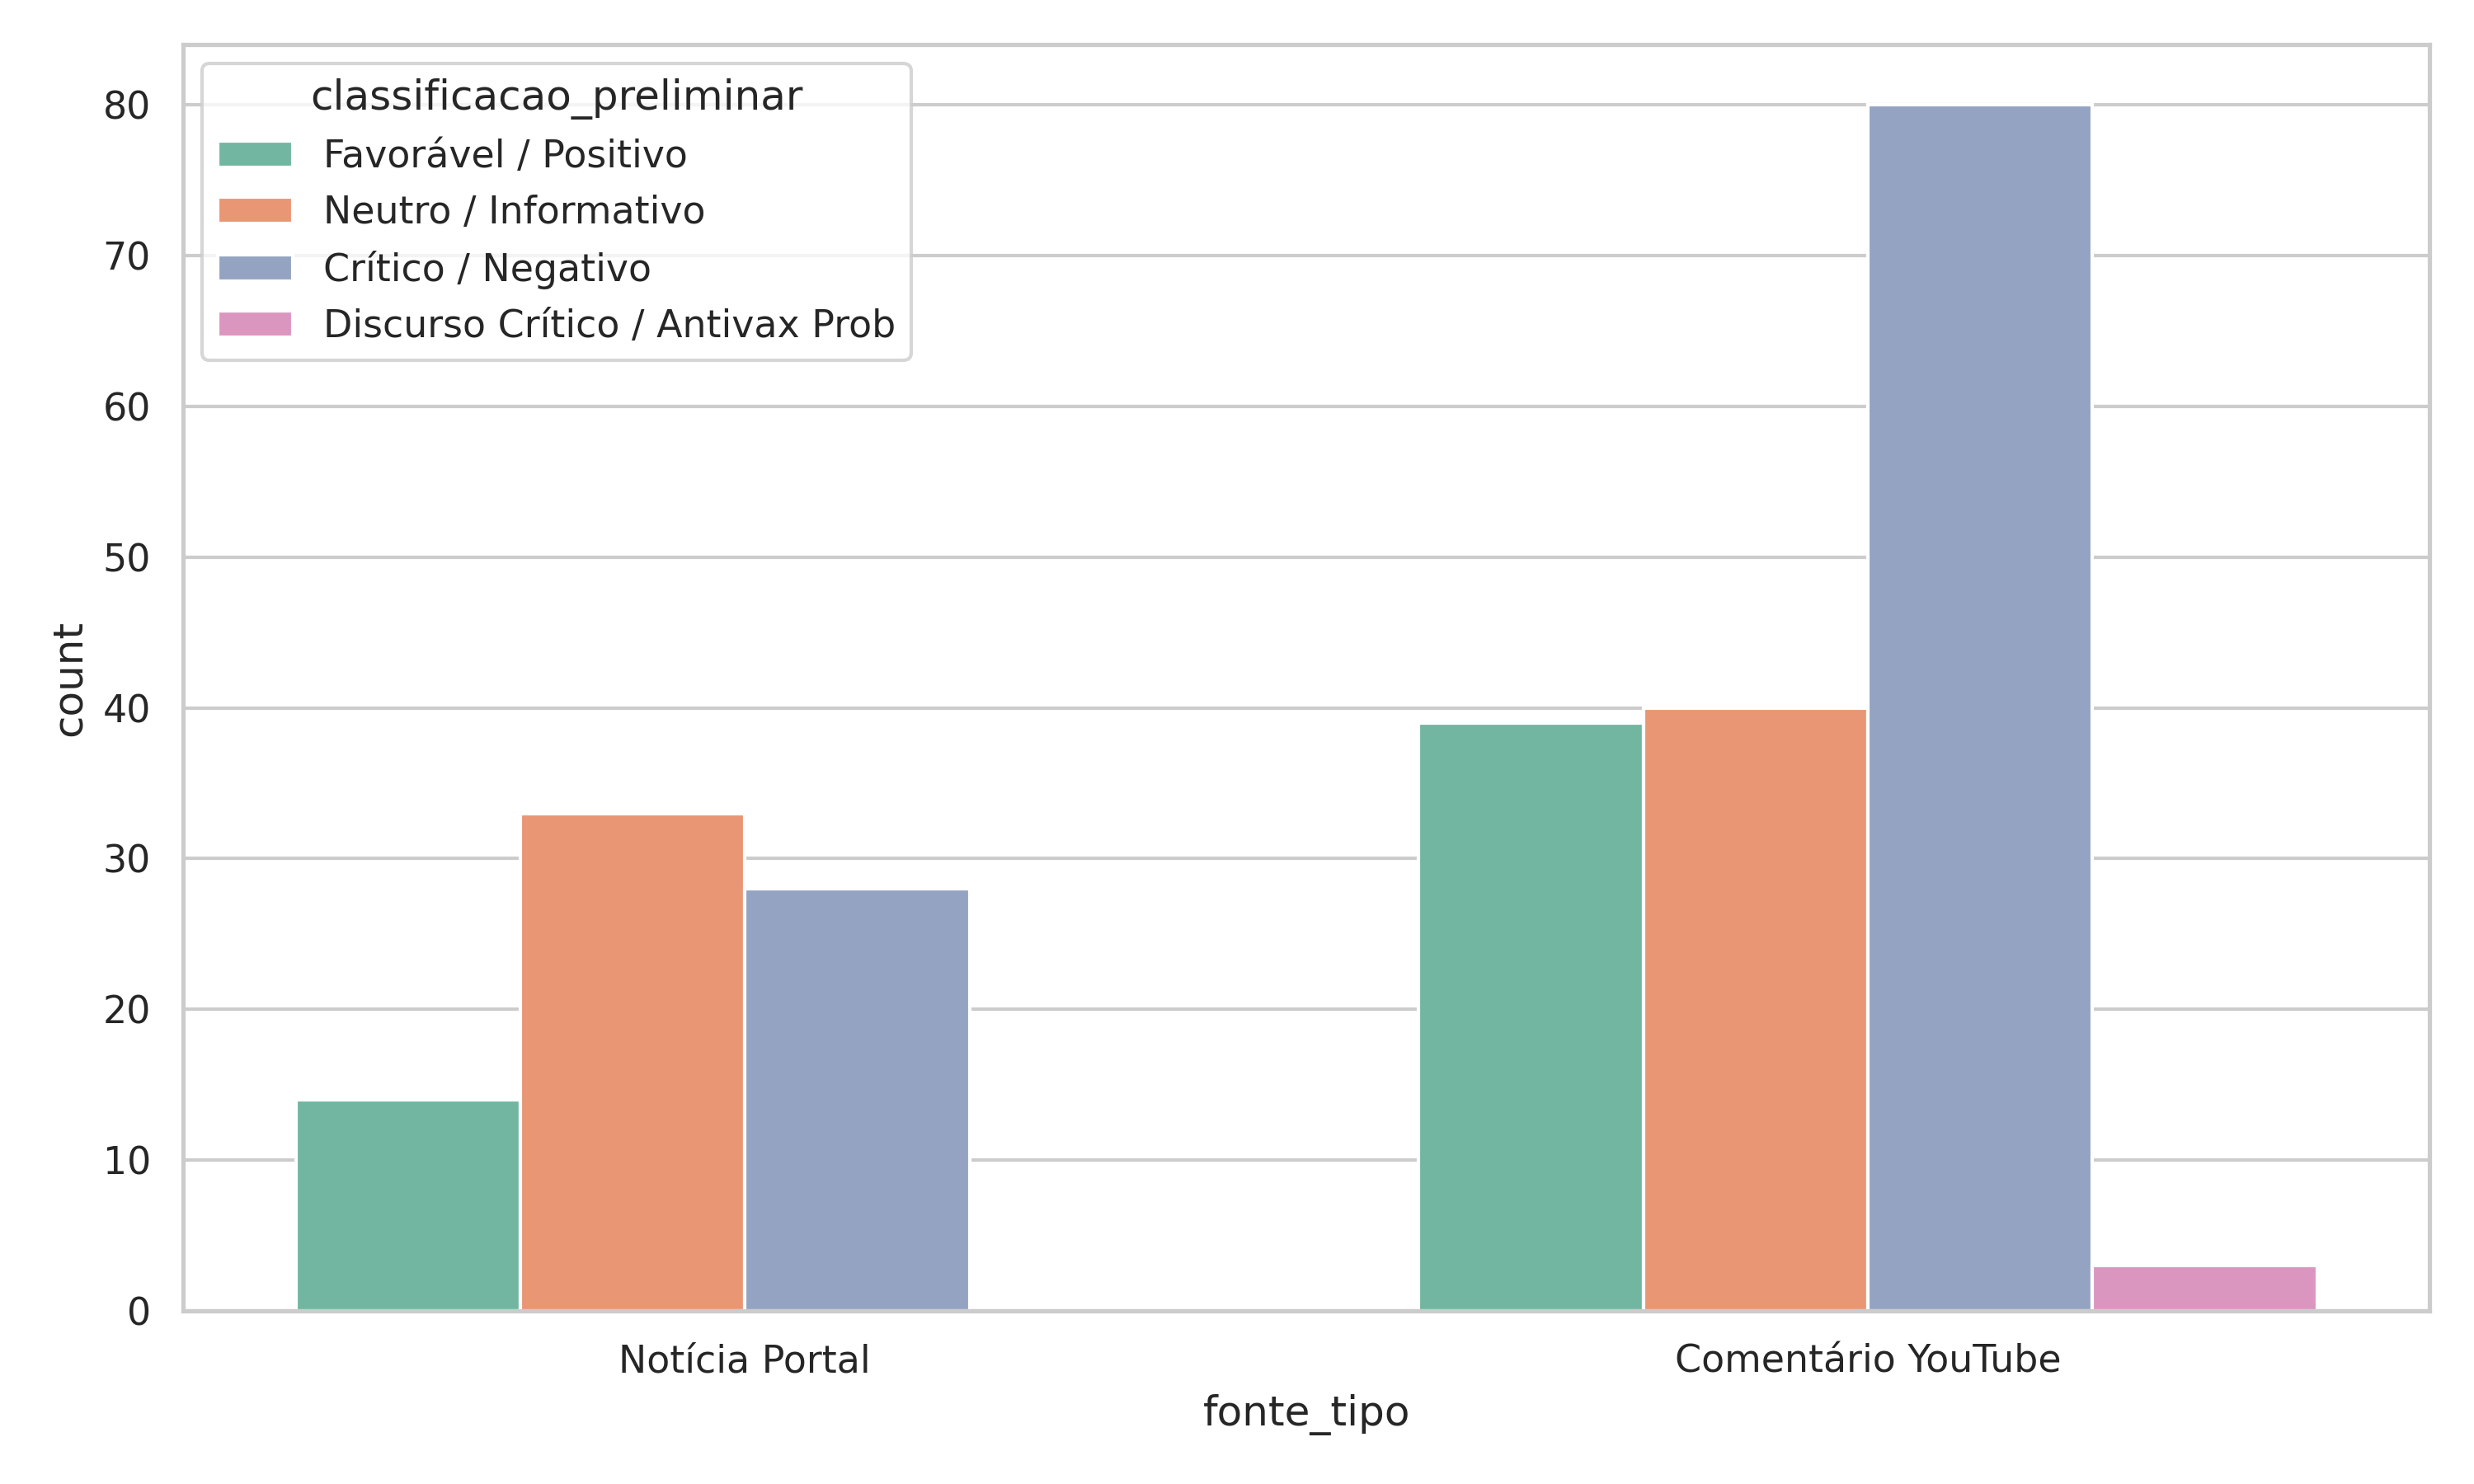 classificacao_preliminar
Favorável / Positivo
Neutro / Informativo
Crítico / Negativo
Discurso Crítico / Antivax Prob
80
70
60
50
40
30
20
10
0
count
Notícia Portal
Comentário YouTube
fonte_tipo